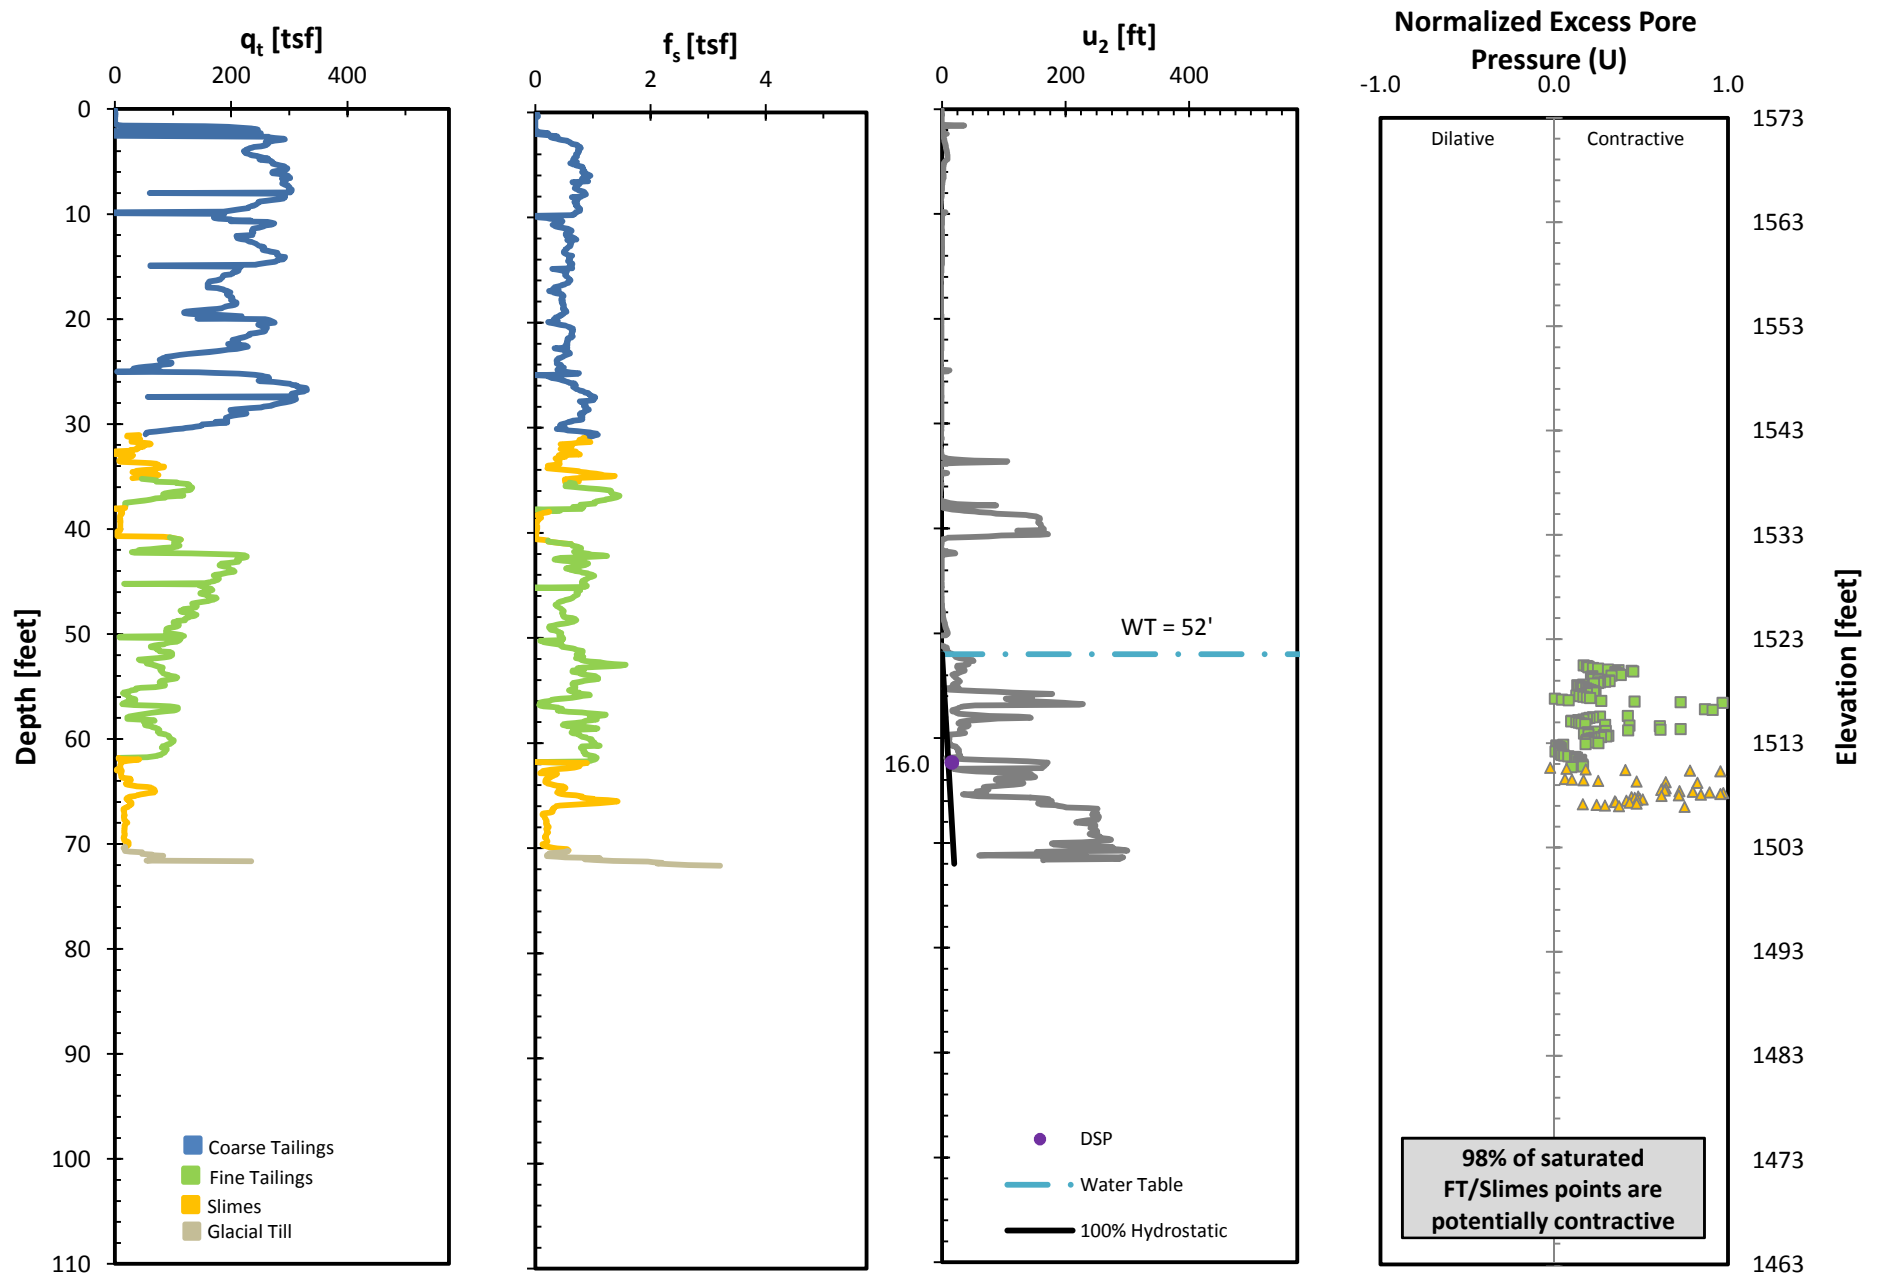 q_t [tsf]
0 200 400
f_s [tsf]
0 2 4
u_2 [ft]
0 200 400
Normalized Excess Pore
Pressure (U)
-1.0 0.0 1.0
Depth [feet]
0
10
20
30
40
50
60
70
80
90
100
110
Coarse Tailings
Fine Tailings
Slimes
Glacial Till
WT = 52'
16.0
DSP
Water Table
100% Hydrostatic
Dilative
Contractive
98% of saturated
FT/Slimes points are
potentially contractive
1573
1563
1553
1543
1533
1523
1513
1503
1493
1483
1473
1463
Elevation [feet]